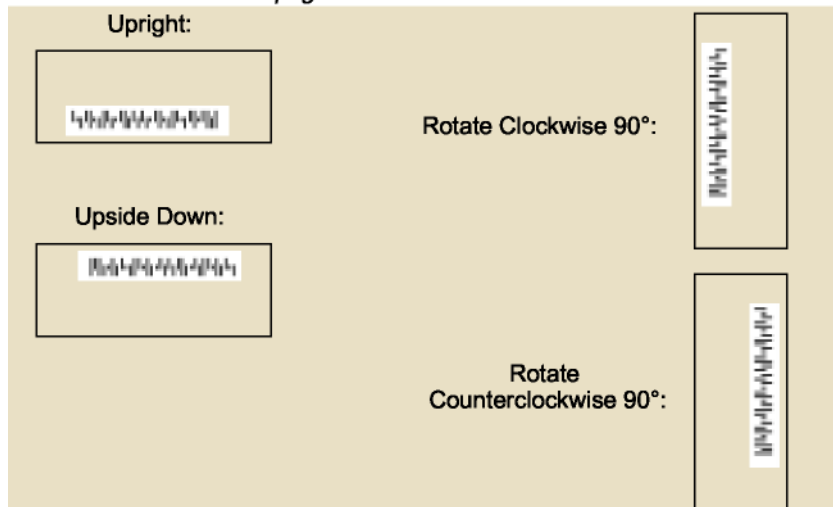 Upright:
Rotate Clockwise 90°:
Upside Down:
Rotate
Counterclockwise 90°: